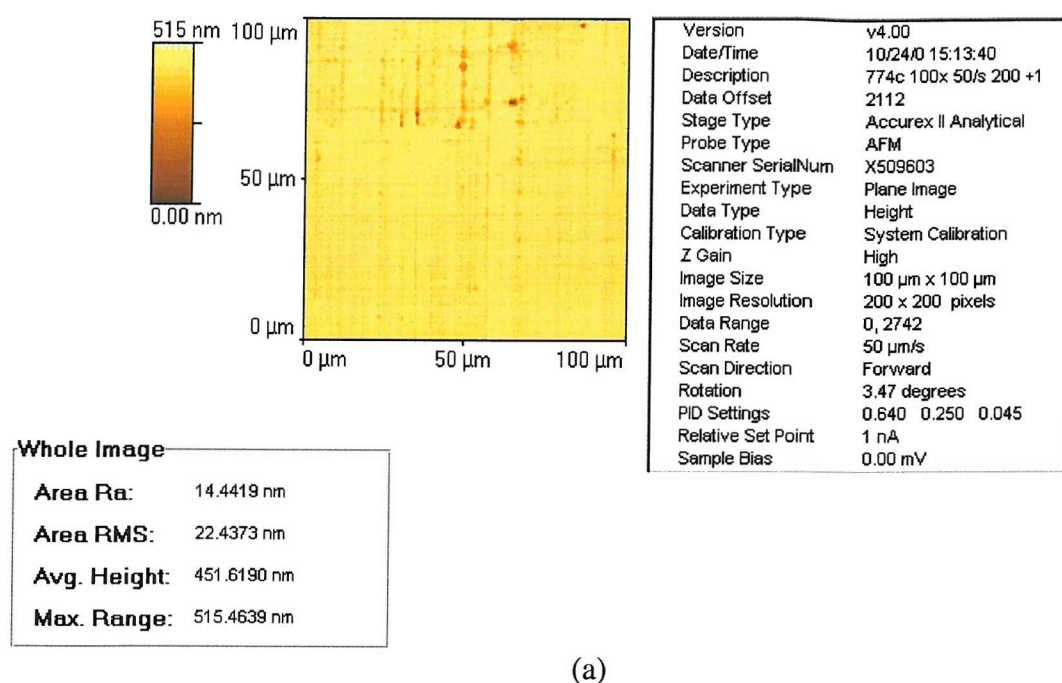 515 nm
0.00 nm
100 µm
50 µm
0 µm
0 µm
50 µm
100 µm
Version v4.00
Date/Time 10/24/0 15:13:40
Description 774c 100x 50/s 200 +1
Data Offset 2112
Stage Type Accurex II Analytical
Probe Type AFM
Scanner SerialNum X509603
Experiment Type Plane Image
Data Type Height
Calibration Type System Calibration
Z Gain High
Image Size 100 µm x 100 µm
Image Resolution 200 x 200 pixels
Data Range 0, 2742
Scan Rate 50 µm/s
Scan Direction Forward
Rotation 3.47 degrees
PID Settings 0.640 0.250 0.045
Relative Set Point 1 nA
Sample Bias 0.00 mV
Whole Image
Area Ra: 14.4419 nm
Area RMS: 22.4373 nm
Avg. Height: 451.6190 nm
Max. Range: 515.4639 nm
(a)